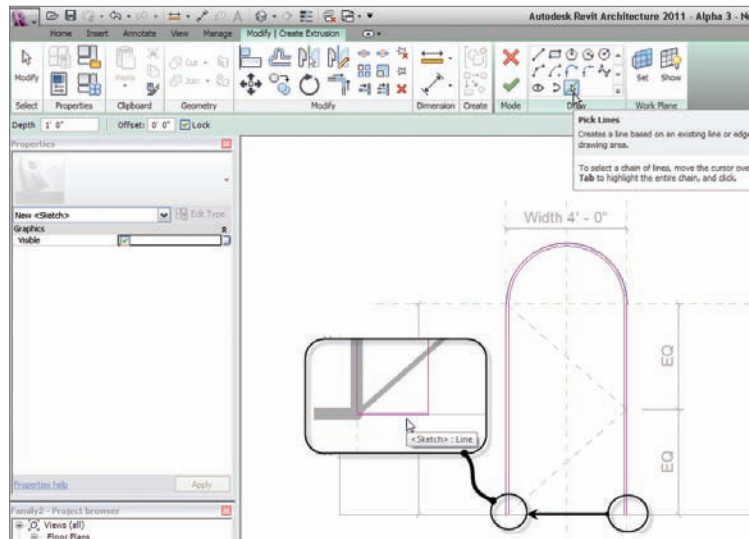 Autodesk Revit Architecture 2011 - Alpha 3 - Ne
Home Insert Annotate View Manage Modify | Create Extrusion
Modify
Paste
Cut
Join
Set Show
Select Properties Clipboard Geometry Modify Dimension Create Mode Draw Work Plane
Depth 1' 0" Offset: 0' 0" Lock
Pick Lines
Creates a line based on an existing line or edge
drawing area.
To select a chain of lines, move the cursor ove
Tab to highlight the entire chain, and click.
Properties
New <Sketch> Edit Type
Graphics
Visible
Width 4' - 0"
EQ
<Sketch> : Line
EQ
Properties help Apply
Family2 - Project browser
Views (all)
Floor Plans